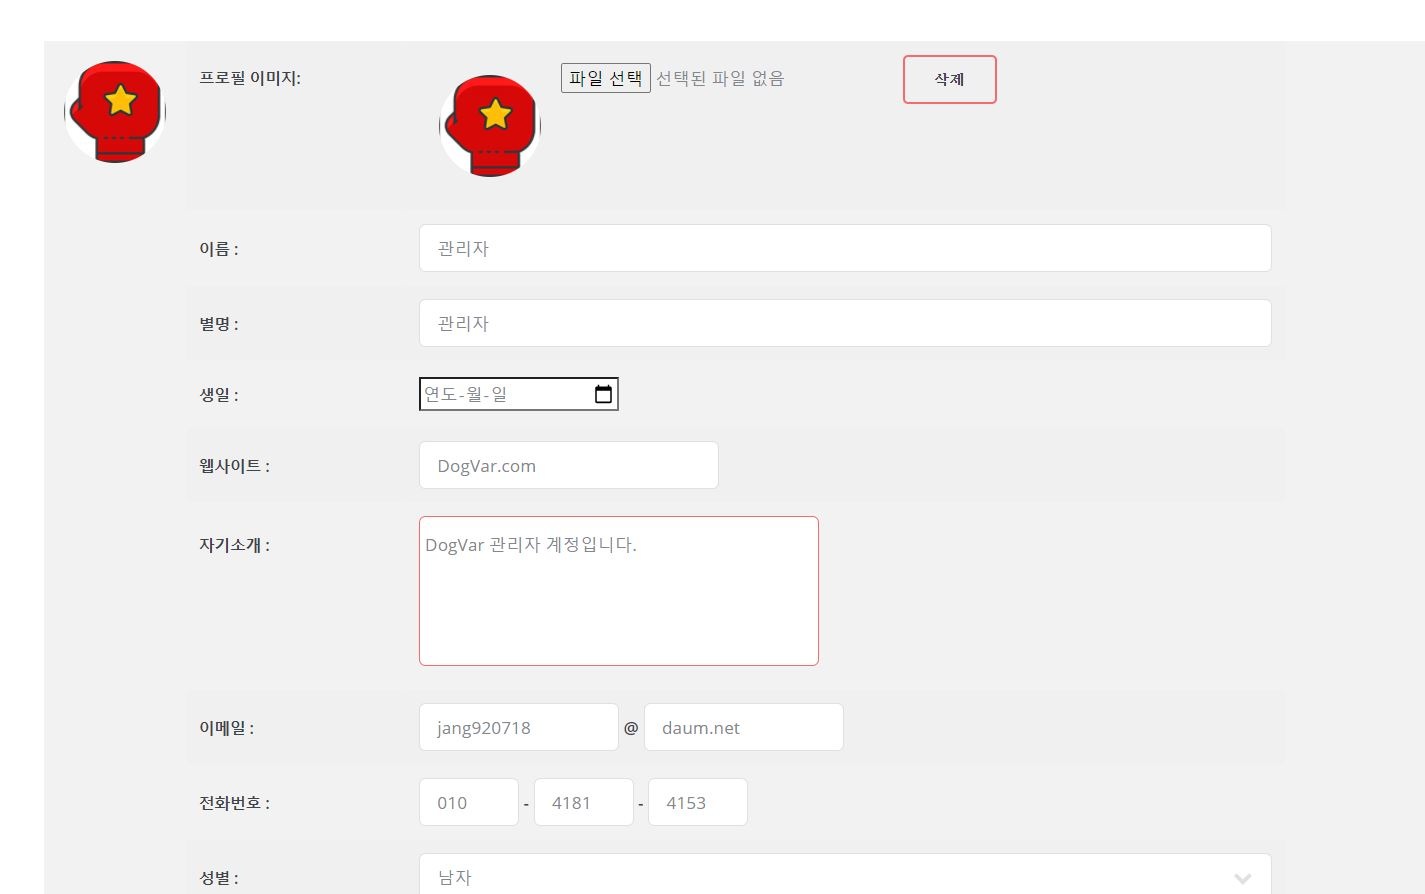 프로필 이미지: 파일 선택 선택된 파일 없음 삭제
이름 : 관리자
별명 : 관리자
생일 : 연도-월-일
웹사이트 : DogVar.com
자기소개 : DogVar 관리자 계정입니다.
이메일 : jang920718 @ daum.net
전화번호 : 010 - 4181 - 4153
성별 : 남자